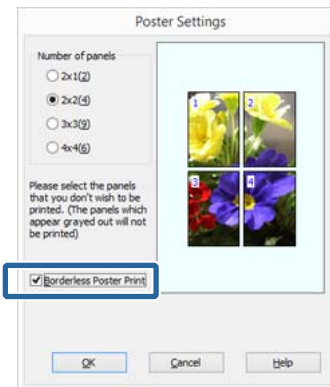 Poster Settings
Number of panels
2x1(2)
2x2(4)
3x3(9)
4x4(6)
Please select the panels
that you don't wish to be
printed. (The panels which
appear grayed out will not
be printed)
1
2
3
4
Borderless Poster Print
OK
Cancel
Help